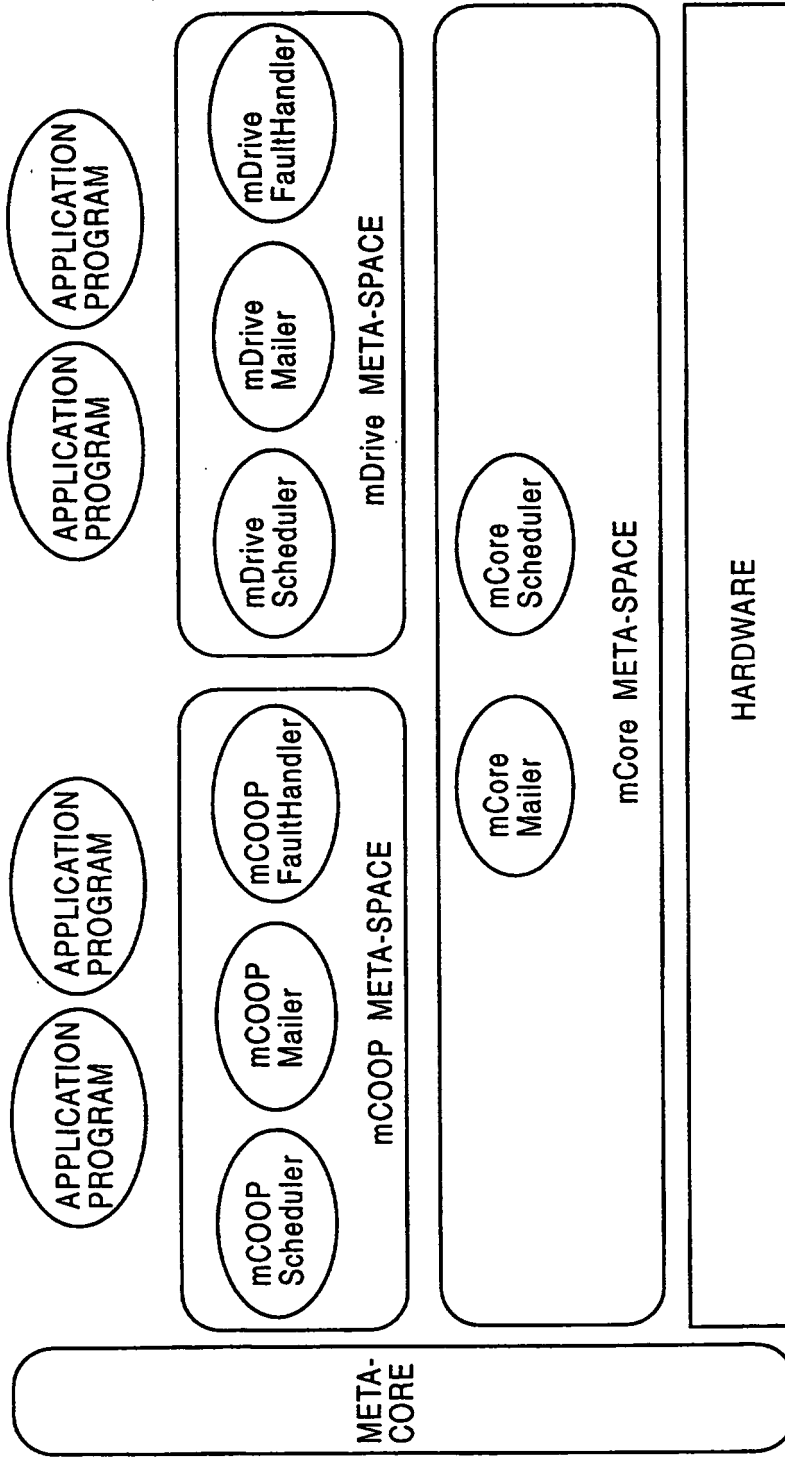 APPLICATION
PROGRAM
APPLICATION
PROGRAM
APPLICATION
PROGRAM
APPLICATION
PROGRAM
mCOOP
Scheduler
mCOOP
Mailer
mCOOP
FaultHandler
mCOOP META-SPACE
mDrive
Scheduler
mDrive
Mailer
mDrive
FaultHandler
mDrive META-SPACE
mCore
Mailer
mCore
Scheduler
mCore META-SPACE
META-
CORE
HARDWARE